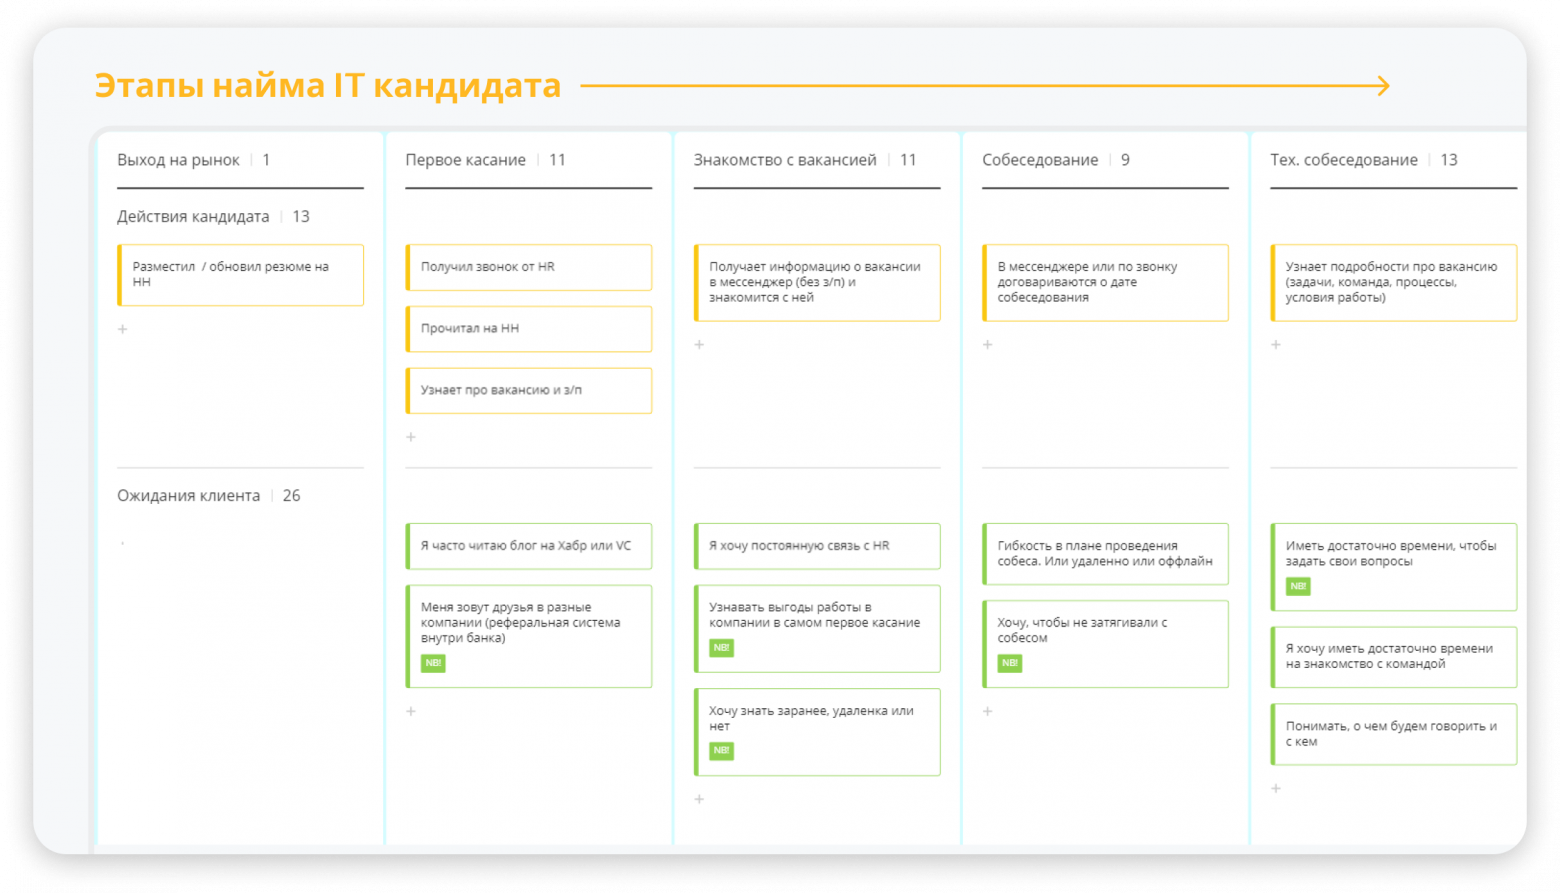 Этапы найма IT кандидата
Выход на рынок | 1
Первое касание | 11
Знакомство с вакансией | 11
Собеседование | 9
Тех. собеседование | 13
Действия кандидата | 13
Разместил / обновил резюме на
НН
+
Получил звонок от HR
Прочитал на НН
Узнает про вакансию и з/п
+
Получает информацию о вакансии
в мессенджер (без з/п) и
знакомится с ней
+
В мессенджере или по звонку
договариваются о дате
собеседования
+
Узнает подробности про вакансию
(задачи, команда, процессы,
условия работы)
+
Ожидания клиента | 26
Я часто читаю блог на Хабр или VC
Меня зовут друзья в разные
компании (реферальная система
внутри банка)
NB!
+
Я хочу постоянную связь с HR
Узнавать выгоды работы в
компании в самом первое касание
NB!
Хочу знать заранее, удаленка или
нет
NB!
+
Гибкость в плане проведения
собеса. Или удаленно или оффлайн
Хочу, чтобы не затягивали с
собесом
NB!
+
Иметь достаточно времени, чтобы
задать свои вопросы
NB!
Я хочу иметь достаточно времени
на знакомство с командой
Понимать, о чем будем говорить и
с кем
+